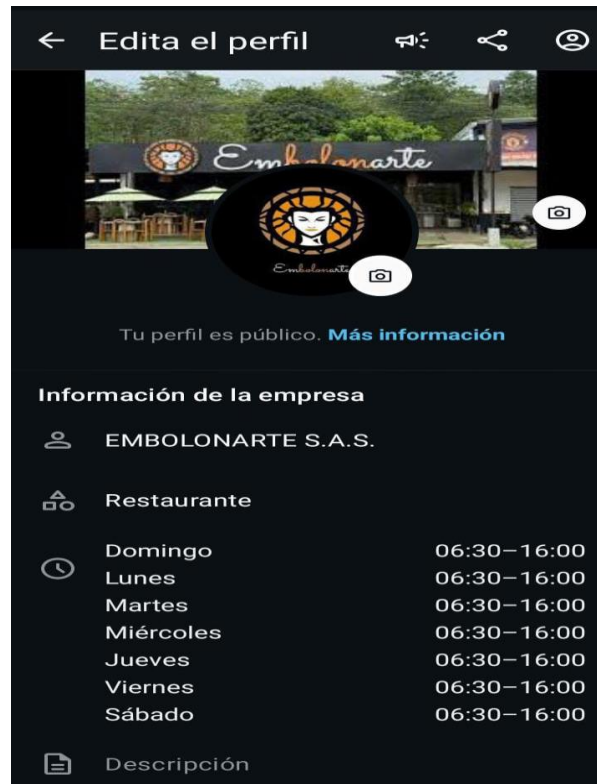 Edita el perfil
Embolonarte
Embolonarte
Tu perfil es público. Más información
Información de la empresa
EMBOLONARTE S.A.S.
Restaurante
Domingo 06:30–16:00
Lunes 06:30–16:00
Martes 06:30–16:00
Miércoles 06:30–16:00
Jueves 06:30–16:00
Viernes 06:30–16:00
Sábado 06:30–16:00
Descripción